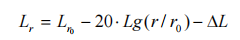 L_r = L_{r_0} − 20·Lg(r/r_0) − ΔL